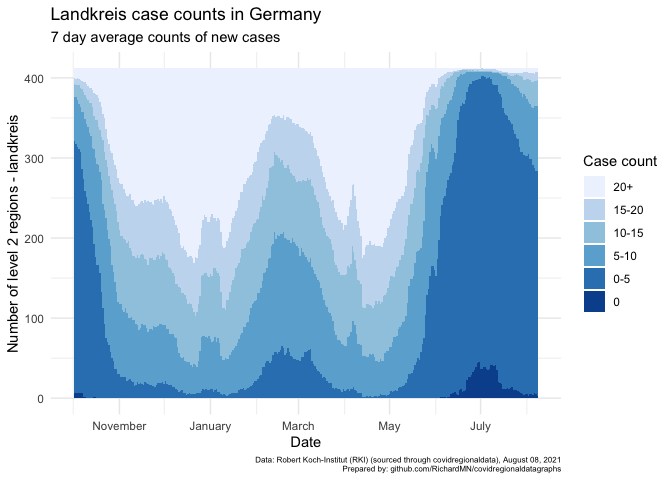 Landkreis case counts in Germany
7 day average counts of new cases
Number of level 2 regions - landkreis
400
300
200
100
0
November
January
March
May
July
Date
Case count
20+
15-20
10-15
5-10
0-5
0
Data: Robert Koch-Institut (RKI) (sourced through covidregionaldata), August 08, 2021
Prepared by: github.com/RichardMN/covidregionaldatagraphs